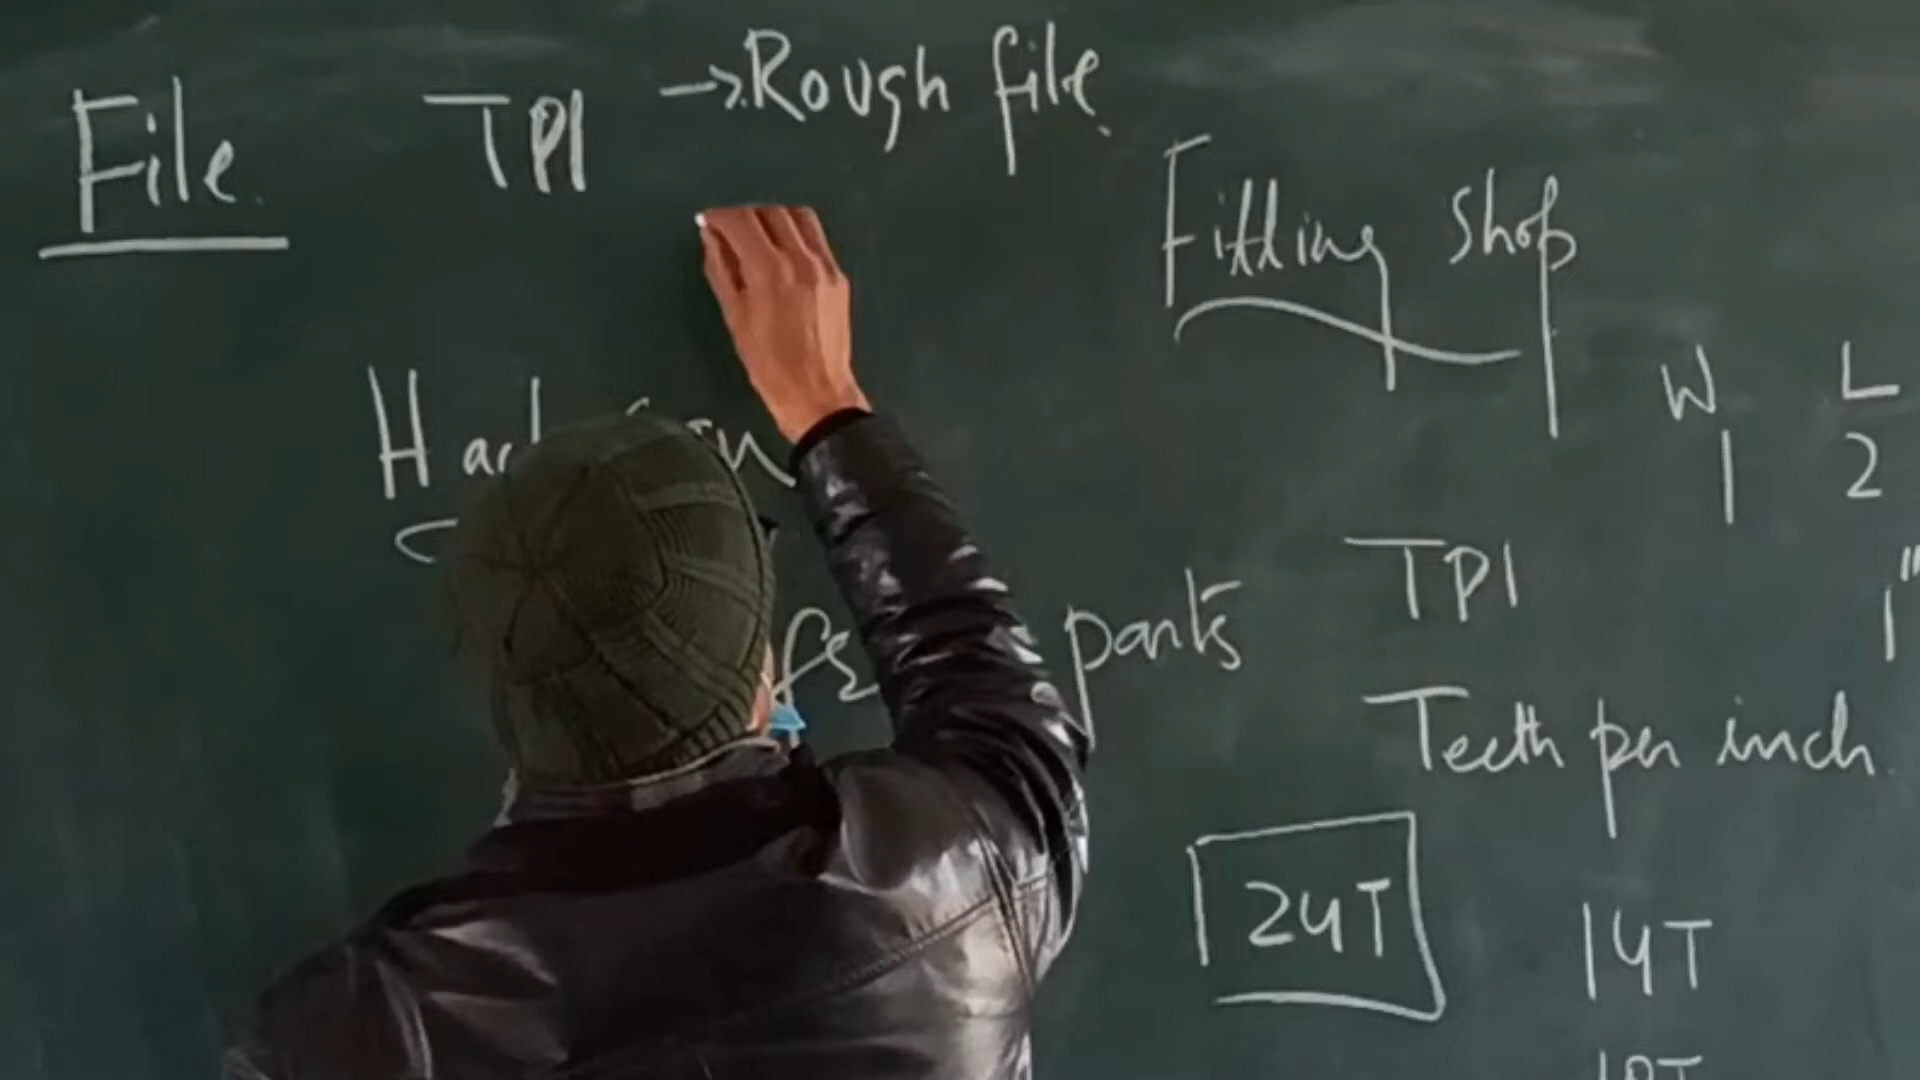 File. TPI → Rough file.
Fitting Shop
W L
1 2
TPI 1"
parts
Teeth per inch.
24T 14T